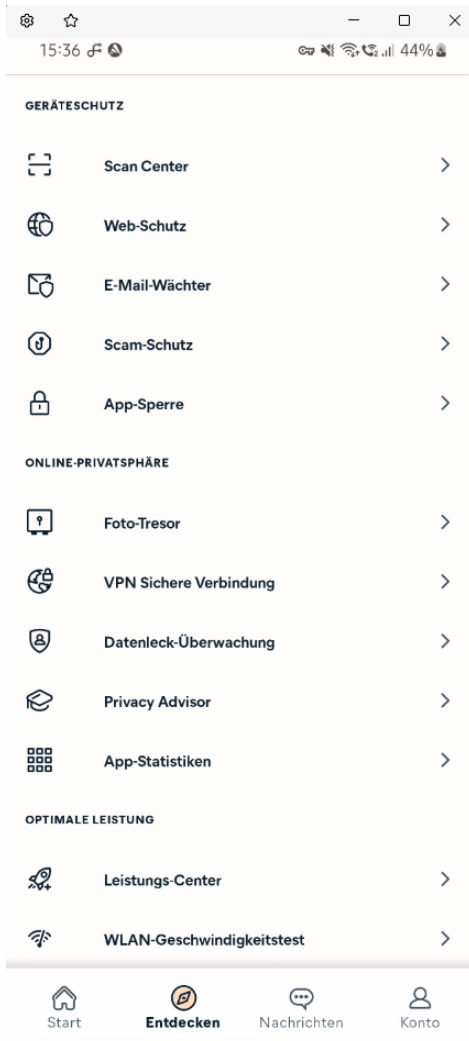 15:36 44%
GERÄTESCHUTZ
Scan Center
Web-Schutz
E-Mail-Wächter
Scam-Schutz
App-Sperre
ONLINE-PRIVATSPHÄRE
Foto-Tresor
VPN Sichere Verbindung
Datenleck-Überwachung
Privacy Advisor
App-Statistiken
OPTIMALE LEISTUNG
Leistungs-Center
WLAN-Geschwindigkeitstest
Start Entdecken Nachrichten Konto